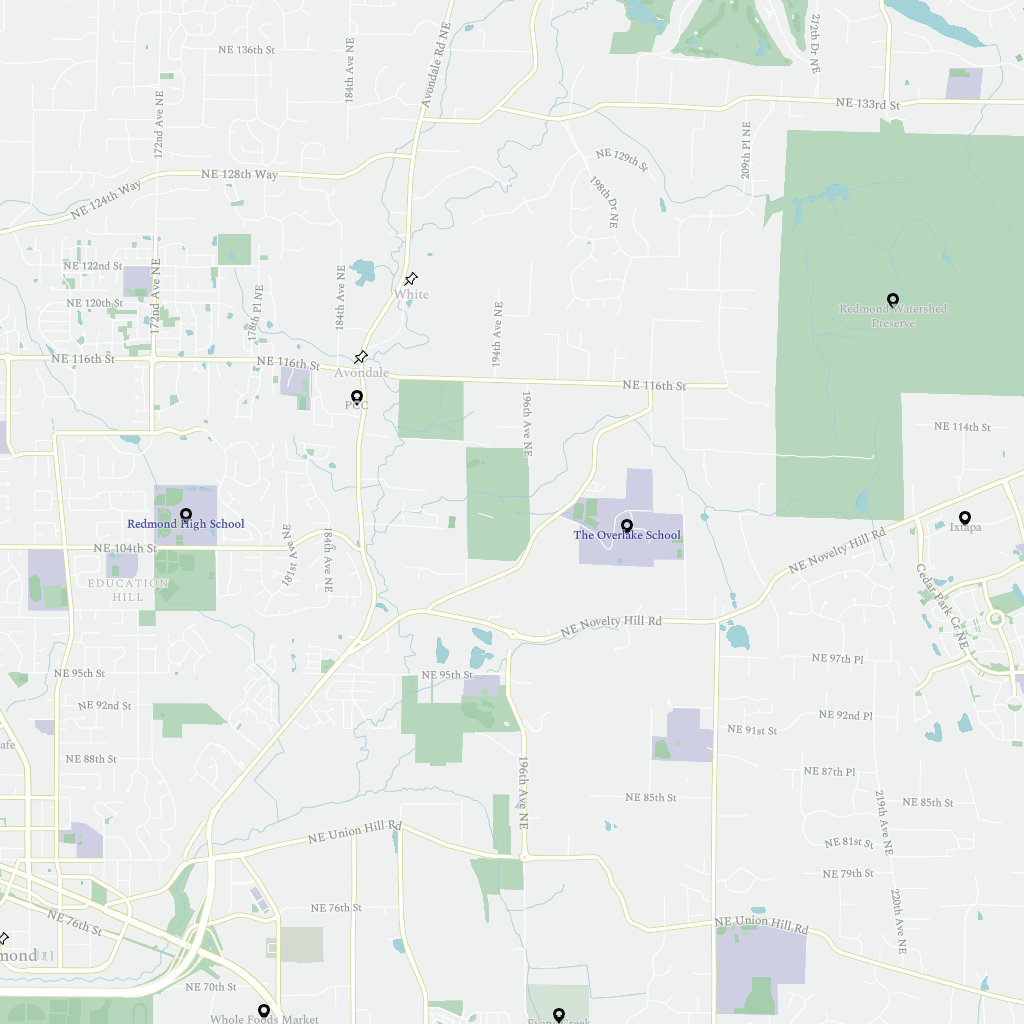 212th Dr NE
NE 136th St
184th Ave NE
Avondale Rd NE
NE 133rd St
172nd Ave NE
209th Pl NE
NE 129th St
NE 128th Way
198th Dr NE
NE 124th Way
NE 122nd St
172nd Ave NE
184th Ave NE
178th Pl NE
White
NE 120th St
Redmond Watershed
Preserve
194th Ave NE
NE 116th St
NE 116th St
Avondale
NE 116th St
PCC
196th Ave NE
NE 114th St
Redmond High School
Ixtapa
The Overlake School
NE Novelty Hill Rd
NE 104th St
181st Ave NE
184th Ave NE
EDUCATION
HILL
Cedar Park Cr NE
NE Novelty Hill Rd
NE 97th Pl
NE 95th St
NE 95th St
NE 92nd St
NE 92nd Pl
NE 91st St
afe
NE 88th St
NE 87th Pl
196th Ave NE
NE 85th St
NE 85th St
219th Ave NE
NE Union Hill Rd
NE 81st St
NE 79th St
NE 76th St
NE 76th St
220th Ave NE
NE Union Hill Rd
mond
NE 70th St
Whole Foods Market
Evans Creek